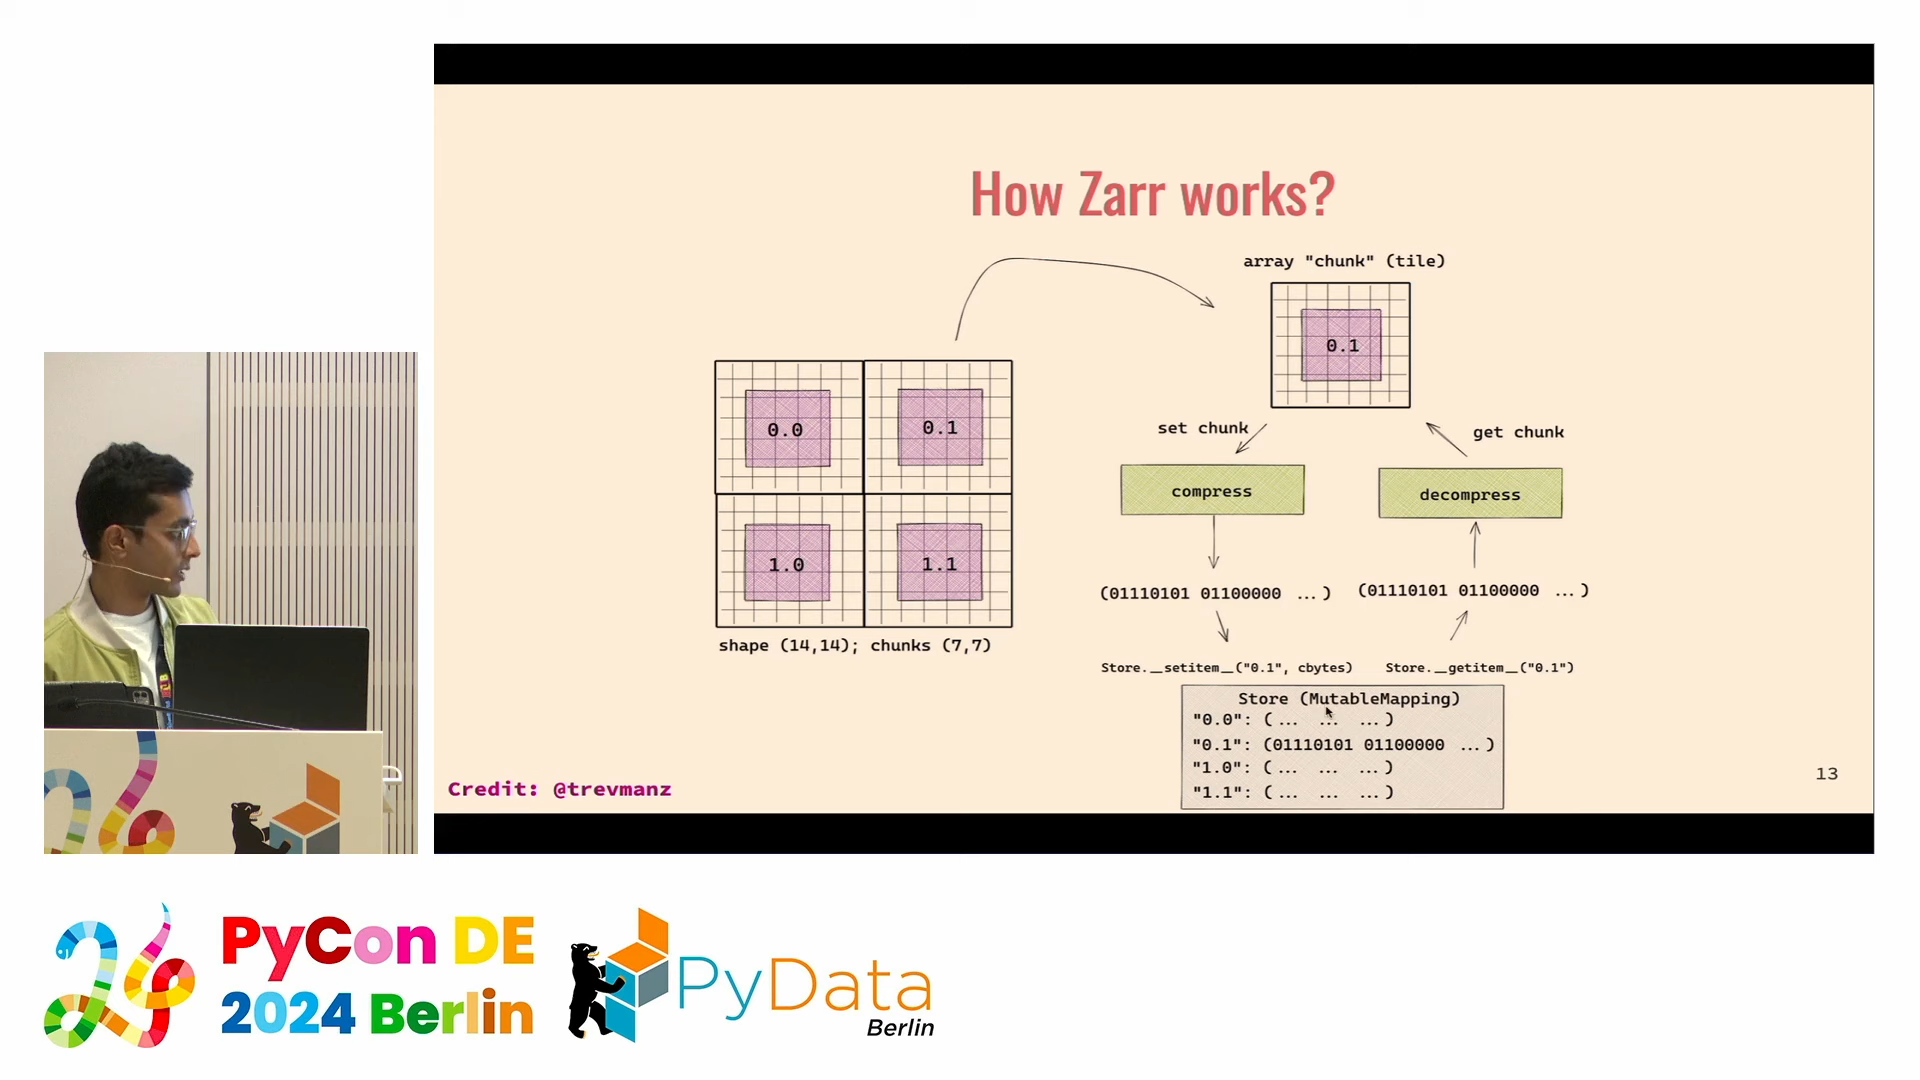 How Zarr works?
array "chunk" (tile)
0.1
0.0
0.1
1.0
1.1
shape (14,14); chunks (7,7)
set chunk
get chunk
compress
decompress
(01110101 01100000 ...)
(01110101 01100000 ...)
Store.__setitem__("0.1", cbytes)
Store.__getitem__("0.1")
Store (MutableMapping)
"0.0": (... ... ...)
"0.1": (01110101 01100000 ...)
"1.0": (... ... ...)
"1.1": (... ... ...)
Credit: @trevmanz
13
PyCon DE
2024 Berlin
PyData
Berlin